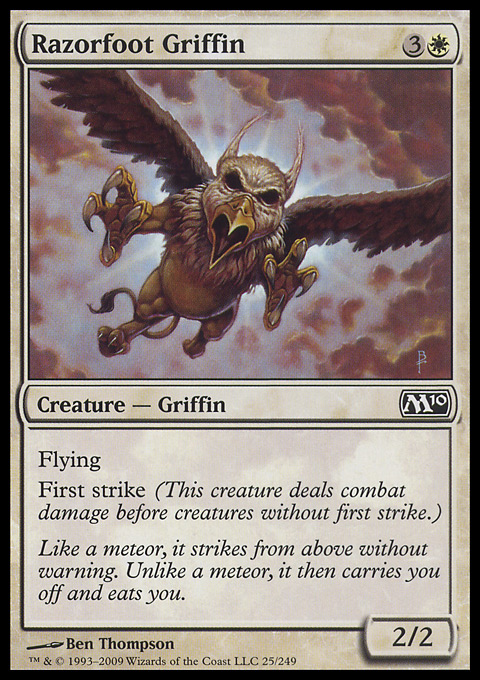 Razorfoot Griffin 3
Creature — Griffin M10
Flying
First strike (This creature deals combat
damage before creatures without first strike.)
Like a meteor, it strikes from above without
warning. Unlike a meteor, it then carries you
off and eats you.
Ben Thompson
2/2
™ & © 1993–2009 Wizards of the Coast LLC 25/249